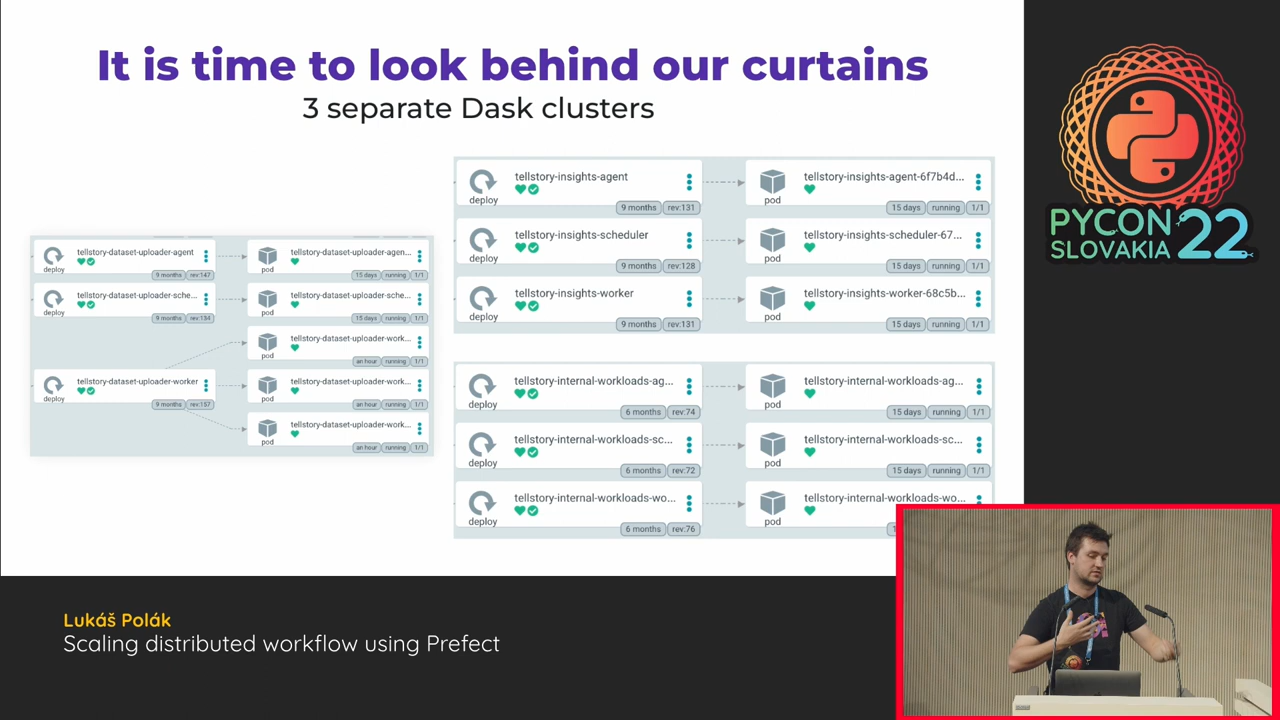 It is time to look behind our curtains
3 separate Dask clusters
tellstory-dataset-uploader-agent
deploy
9 months rev:147
tellstory-dataset-uploader-agen...
pod
15 days running 1/1
tellstory-dataset-uploader-sche...
deploy
9 months rev:134
tellstory-dataset-uploader-sche...
pod
15 days running 1/1
tellstory-dataset-uploader-work...
pod
an hour running 1/1
tellstory-dataset-uploader-worker
deploy
9 months rev:157
tellstory-dataset-uploader-work...
pod
an hour running 1/1
tellstory-dataset-uploader-work...
pod
an hour running 1/1
tellstory-insights-agent
deploy
9 months rev:131
tellstory-insights-agent-6f7b4d...
pod
15 days running 1/1
tellstory-insights-scheduler
deploy
9 months rev:128
tellstory-insights-scheduler-67...
pod
15 days running 1/1
tellstory-insights-worker
deploy
9 months rev:131
tellstory-insights-worker-68c5b...
pod
15 days running 1/1
tellstory-internal-workloads-ag...
deploy
6 months rev:74
tellstory-internal-workloads-ag...
pod
15 days running 1/1
tellstory-internal-workloads-sc...
deploy
6 months rev:72
tellstory-internal-workloads-sc...
pod
15 days running 1/1
tellstory-internal-workloads-wo...
deploy
6 months rev:76
tellstory-internal-workloads-wo...
pod
PYCON
SLOVAKIA 22
Lukáš Polák
Scaling distributed workflow using Prefect